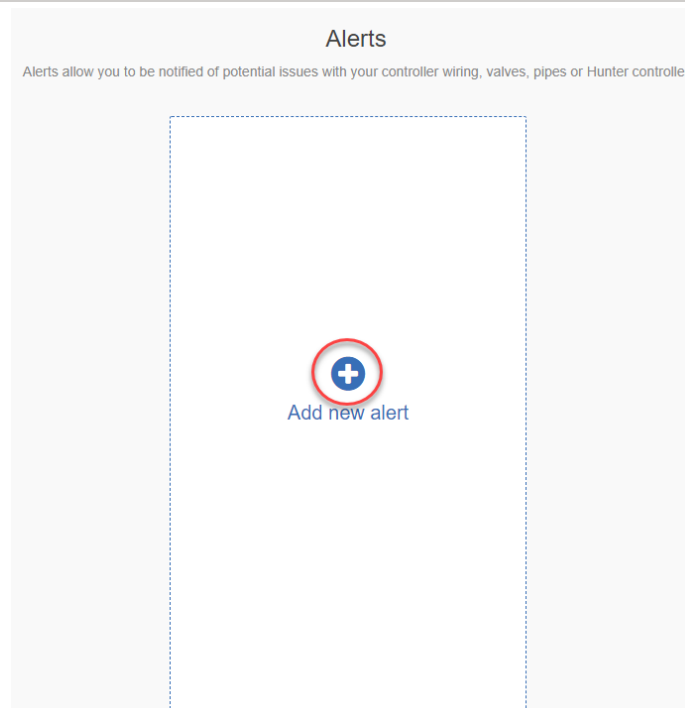 Alerts
Alerts allow you to be notified of potential issues with your controller wiring, valves, pipes or Hunter controlle
Add new alert